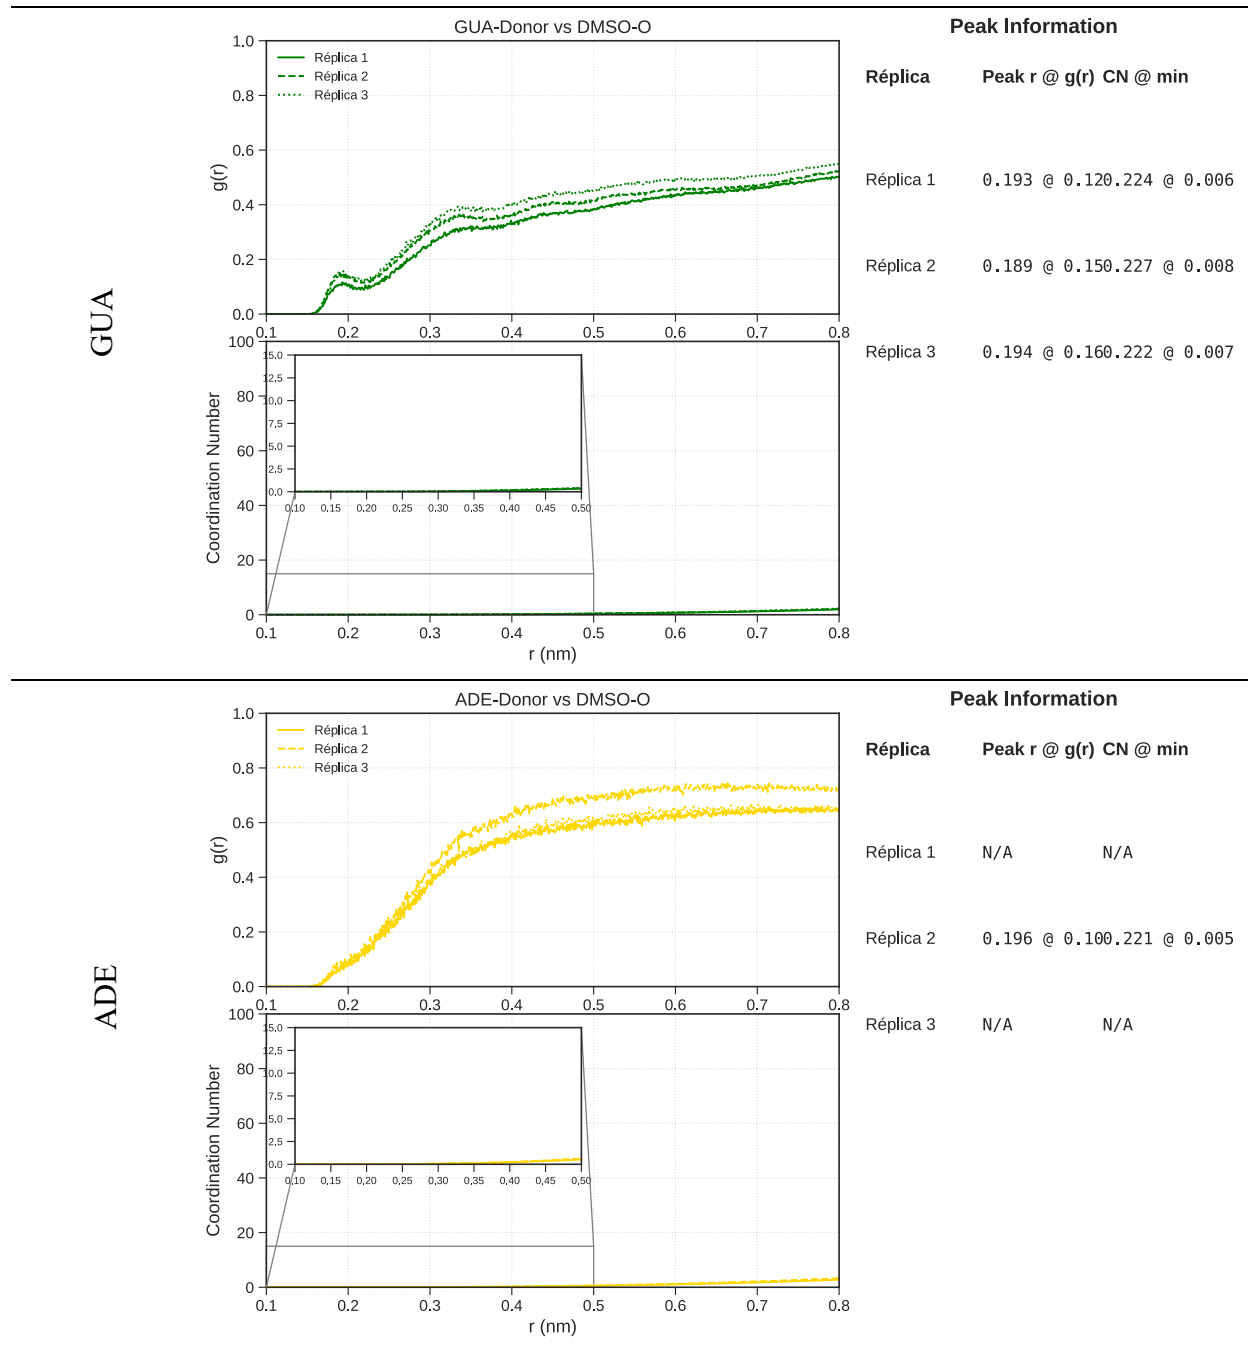 GUA
GUA-Donor vs DMSO-O
Réplica 1
Réplica 2
Réplica 3
g(r)
1.0
0.8
0.6
0.4
0.2
0.0
0.1 0.2 0.3 0.4 0.5 0.6 0.7 0.8
Coordination Number
100
80
60
40
20
0
15.0
12.5
10.0
7.5
5.0
2.5
0.0
0.10 0.15 0.20 0.25 0.30 0.35 0.40 0.45 0.50
0.1 0.2 0.3 0.4 0.5 0.6 0.7 0.8
r (nm)
Peak Information
Réplica Peak r @ g(r) CN @ min
Réplica 1 0.193 @ 0.120.224 @ 0.006
Réplica 2 0.189 @ 0.150.227 @ 0.008
Réplica 3 0.194 @ 0.160.222 @ 0.007
ADE
ADE-Donor vs DMSO-O
Réplica 1
Réplica 2
Réplica 3
g(r)
1.0
0.8
0.6
0.4
0.2
0.0
0.1 0.2 0.3 0.4 0.5 0.6 0.7 0.8
Coordination Number
100
80
60
40
20
0
15.0
12.5
10.0
7.5
5.0
2.5
0.0
0.10 0.15 0.20 0.25 0.30 0.35 0.40 0.45 0.50
0.1 0.2 0.3 0.4 0.5 0.6 0.7 0.8
r (nm)
Peak Information
Réplica Peak r @ g(r) CN @ min
Réplica 1 N/A N/A
Réplica 2 0.196 @ 0.100.221 @ 0.005
Réplica 3 N/A N/A